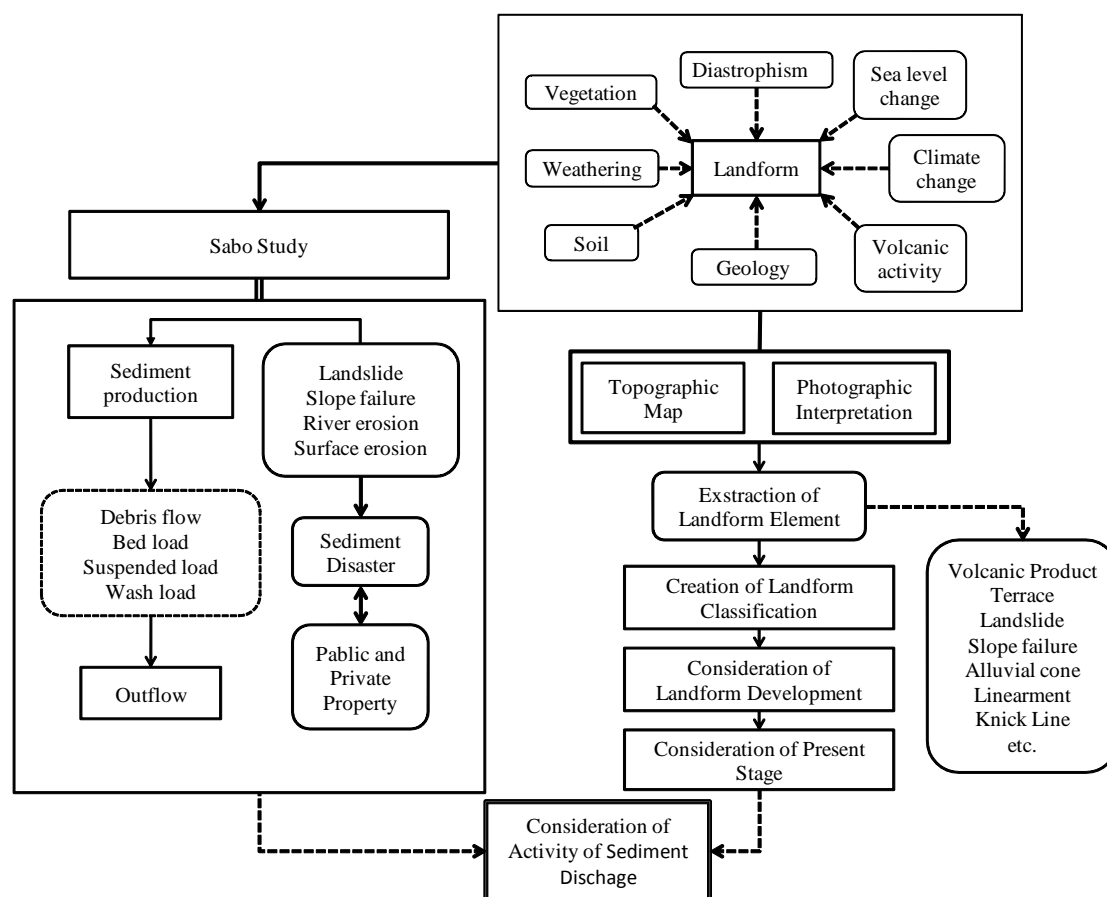 Diastrophism
Sea level
change
Vegetation
Weathering
Landform
Climate
change
Soil
Geology
Volcanic
activity
Sabo Study
Sediment
production
Landslide
Slope failure
River erosion
Surface erosion
Debris flow
Bed load
Suspended load
Wash load
Sediment
Disaster
Outflow
Pablic and
Private
Property
Topographic
Map
Photographic
Interpretation
Exstraction of
Landform Element
Creation of Landform
Classification
Consideration of
Landform Development
Consideration of Present
Stage
Volcanic Product
Terrace
Landslide
Slope failure
Alluvial cone
Linearment
Knick Line
etc.
Consideration of
Activity of Sediment
Dischage